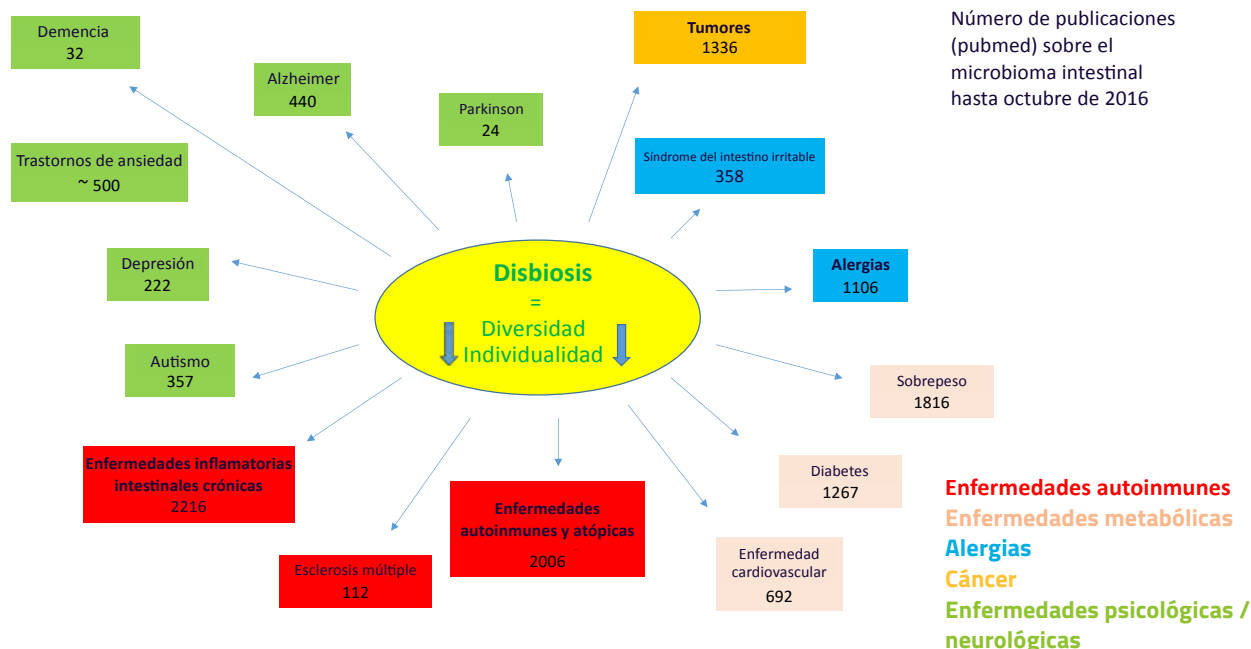 Demencia
32
Alzheimer
440
Parkinson
24
Tumores
1336
Número de publicaciones
(pubmed) sobre el
microbioma intestinal
hasta octubre de 2016
Trastornos de ansiedad
~ 500
Síndrome del intestino irritable
358
Depresión
222
Disbiosis
=
Diversidad
Individualidad
Alergias
1106
Autismo
357
Sobrepeso
1816
Enfermedades inflamatorias
intestinales crónicas
2216
Enfermedades
autoinmunes y atópicas
2006
Diabetes
1267
Esclerosis múltiple
112
Enfermedad
cardiovascular
692
Enfermedades autoinmunes
Enfermedades metabólicas
Alergias
Cáncer
Enfermedades psicológicas /
neurológicas